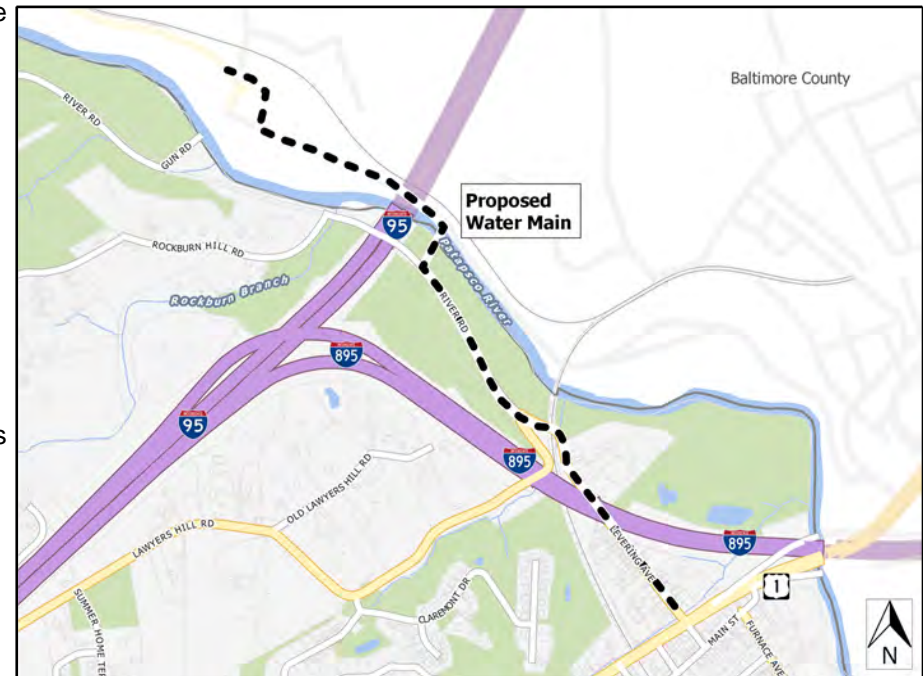 e
Baltimore County
RIVER RD
GUN RD
Proposed
Water Main
95
ROCKBURN HILL RD
Patapsco River
Rockburn Branch
RIVER RD
895
95
s
895
OLD LAWYERS HILL RD
LEVERING AVE
LAWYERS HILL RD
895
CLAREMONT DR
1
SUMMER HOME TE
MAIN ST
FURNACE AVE
N